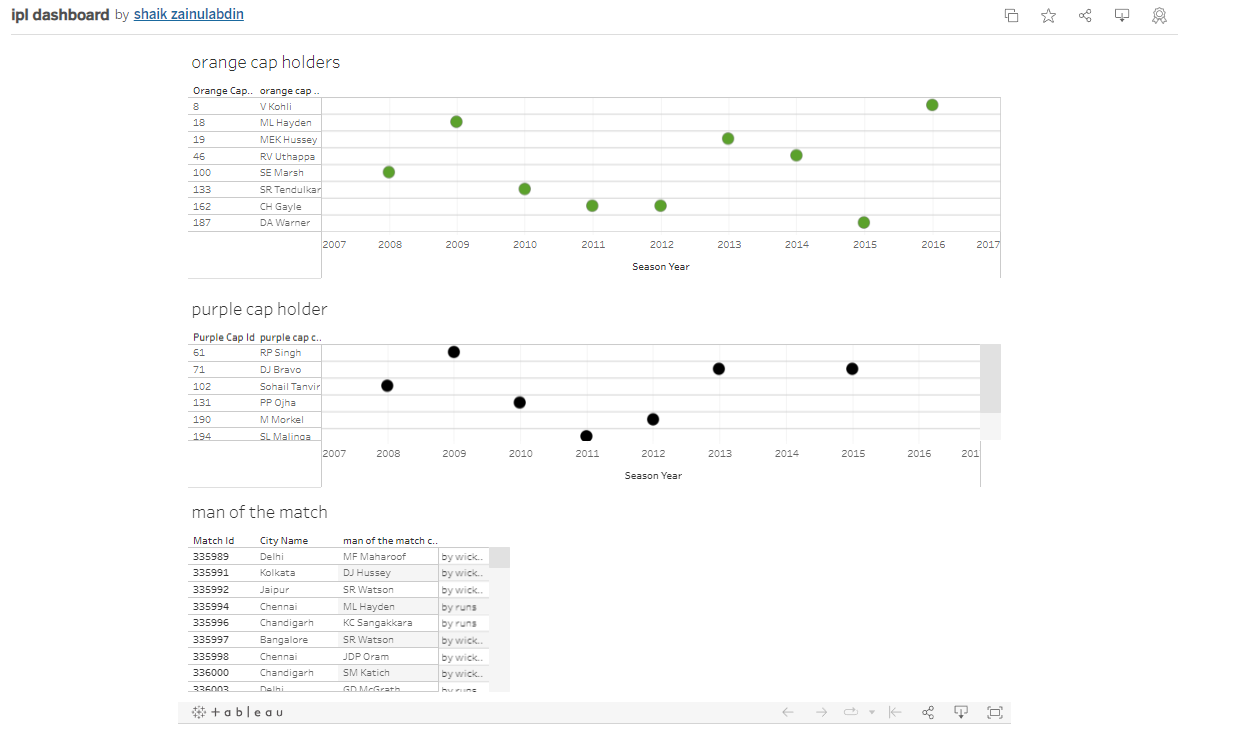 ipl dashboard by shaik zainulabdin
orange cap holders
Orange Cap.. orange cap ..
8 V Kohli
18 ML Hayden
19 MEK Hussey
46 RV Uthappa
100 SE Marsh
133 SR Tendulkar
162 CH Gayle
187 DA Warner
2007 2008 2009 2010 2011 2012 2013 2014 2015 2016 2017
Season Year
purple cap holder
Purple Cap Id purple cap c..
61 RP Singh
71 DJ Bravo
102 Sohail Tanvir
131 PP Ojha
190 M Morkel
194 SL Malinga
2007 2008 2009 2010 2011 2012 2013 2014 2015 2016 201
Season Year
man of the match
Match Id City Name man of the match c..
335989 Delhi MF Maharoof by wick..
335991 Kolkata DJ Hussey by wick..
335992 Jaipur SR Watson by wick..
335994 Chennai ML Hayden by runs
335996 Chandigarh KC Sangakkara by runs
335997 Bangalore SR Watson by wick..
335998 Chennai JDP Oram by wick..
336000 Chandigarh SM Katich by wick..
336003 Delhi GD McGrath by runs
+ a b l e a u